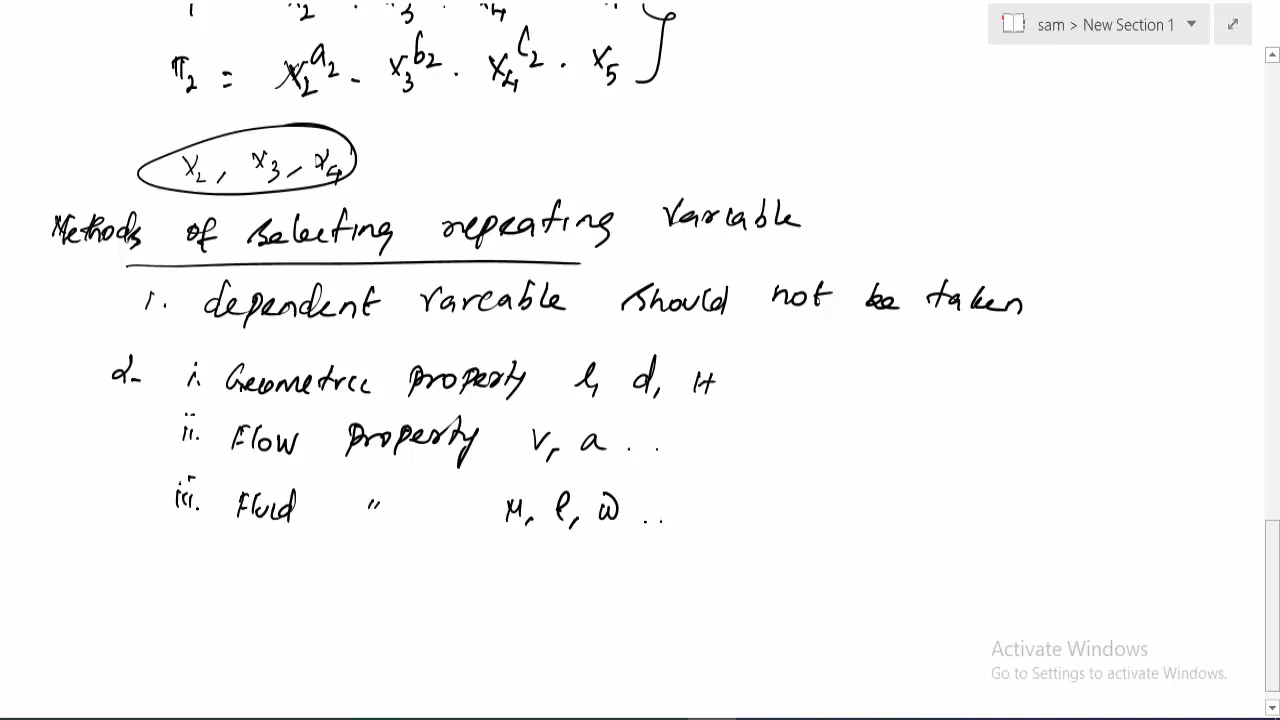 sam > New Section 1
π₂ = x₂^a₂ . x₃^b₂ . x₄^c₂ . x₅
x₂, x₃, x₄
Methods of selecting repeating variable
1. dependent vareable should not be taken
2- i. Geometric property l, d, H
ii. Flow property v, a . .
iii. Fluid " μ, ρ, ω . .
Activate Windows
Go to Settings to activate Windows.